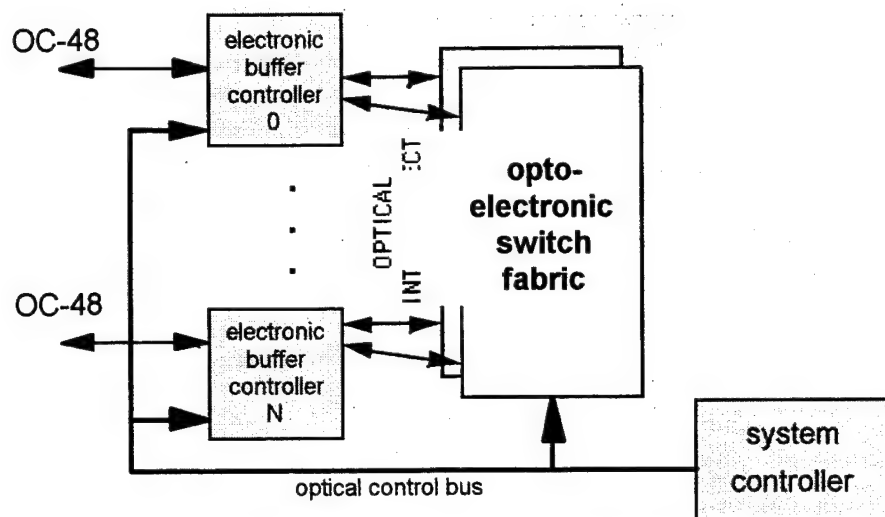 OC-48
electronic
buffer
controller
0
OPTICAL
INT
ECT
opto-
electronic
switch
fabric
OC-48
electronic
buffer
controller
N
system
controller
optical control bus